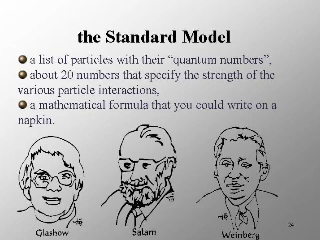 the Standard Model
a list of particles with their “quantum numbers”,
about 20 numbers that specify the strength of the
various particle interactions,
a mathematical formula that you could write on a
napkin.
Glashow Salam Weinberg